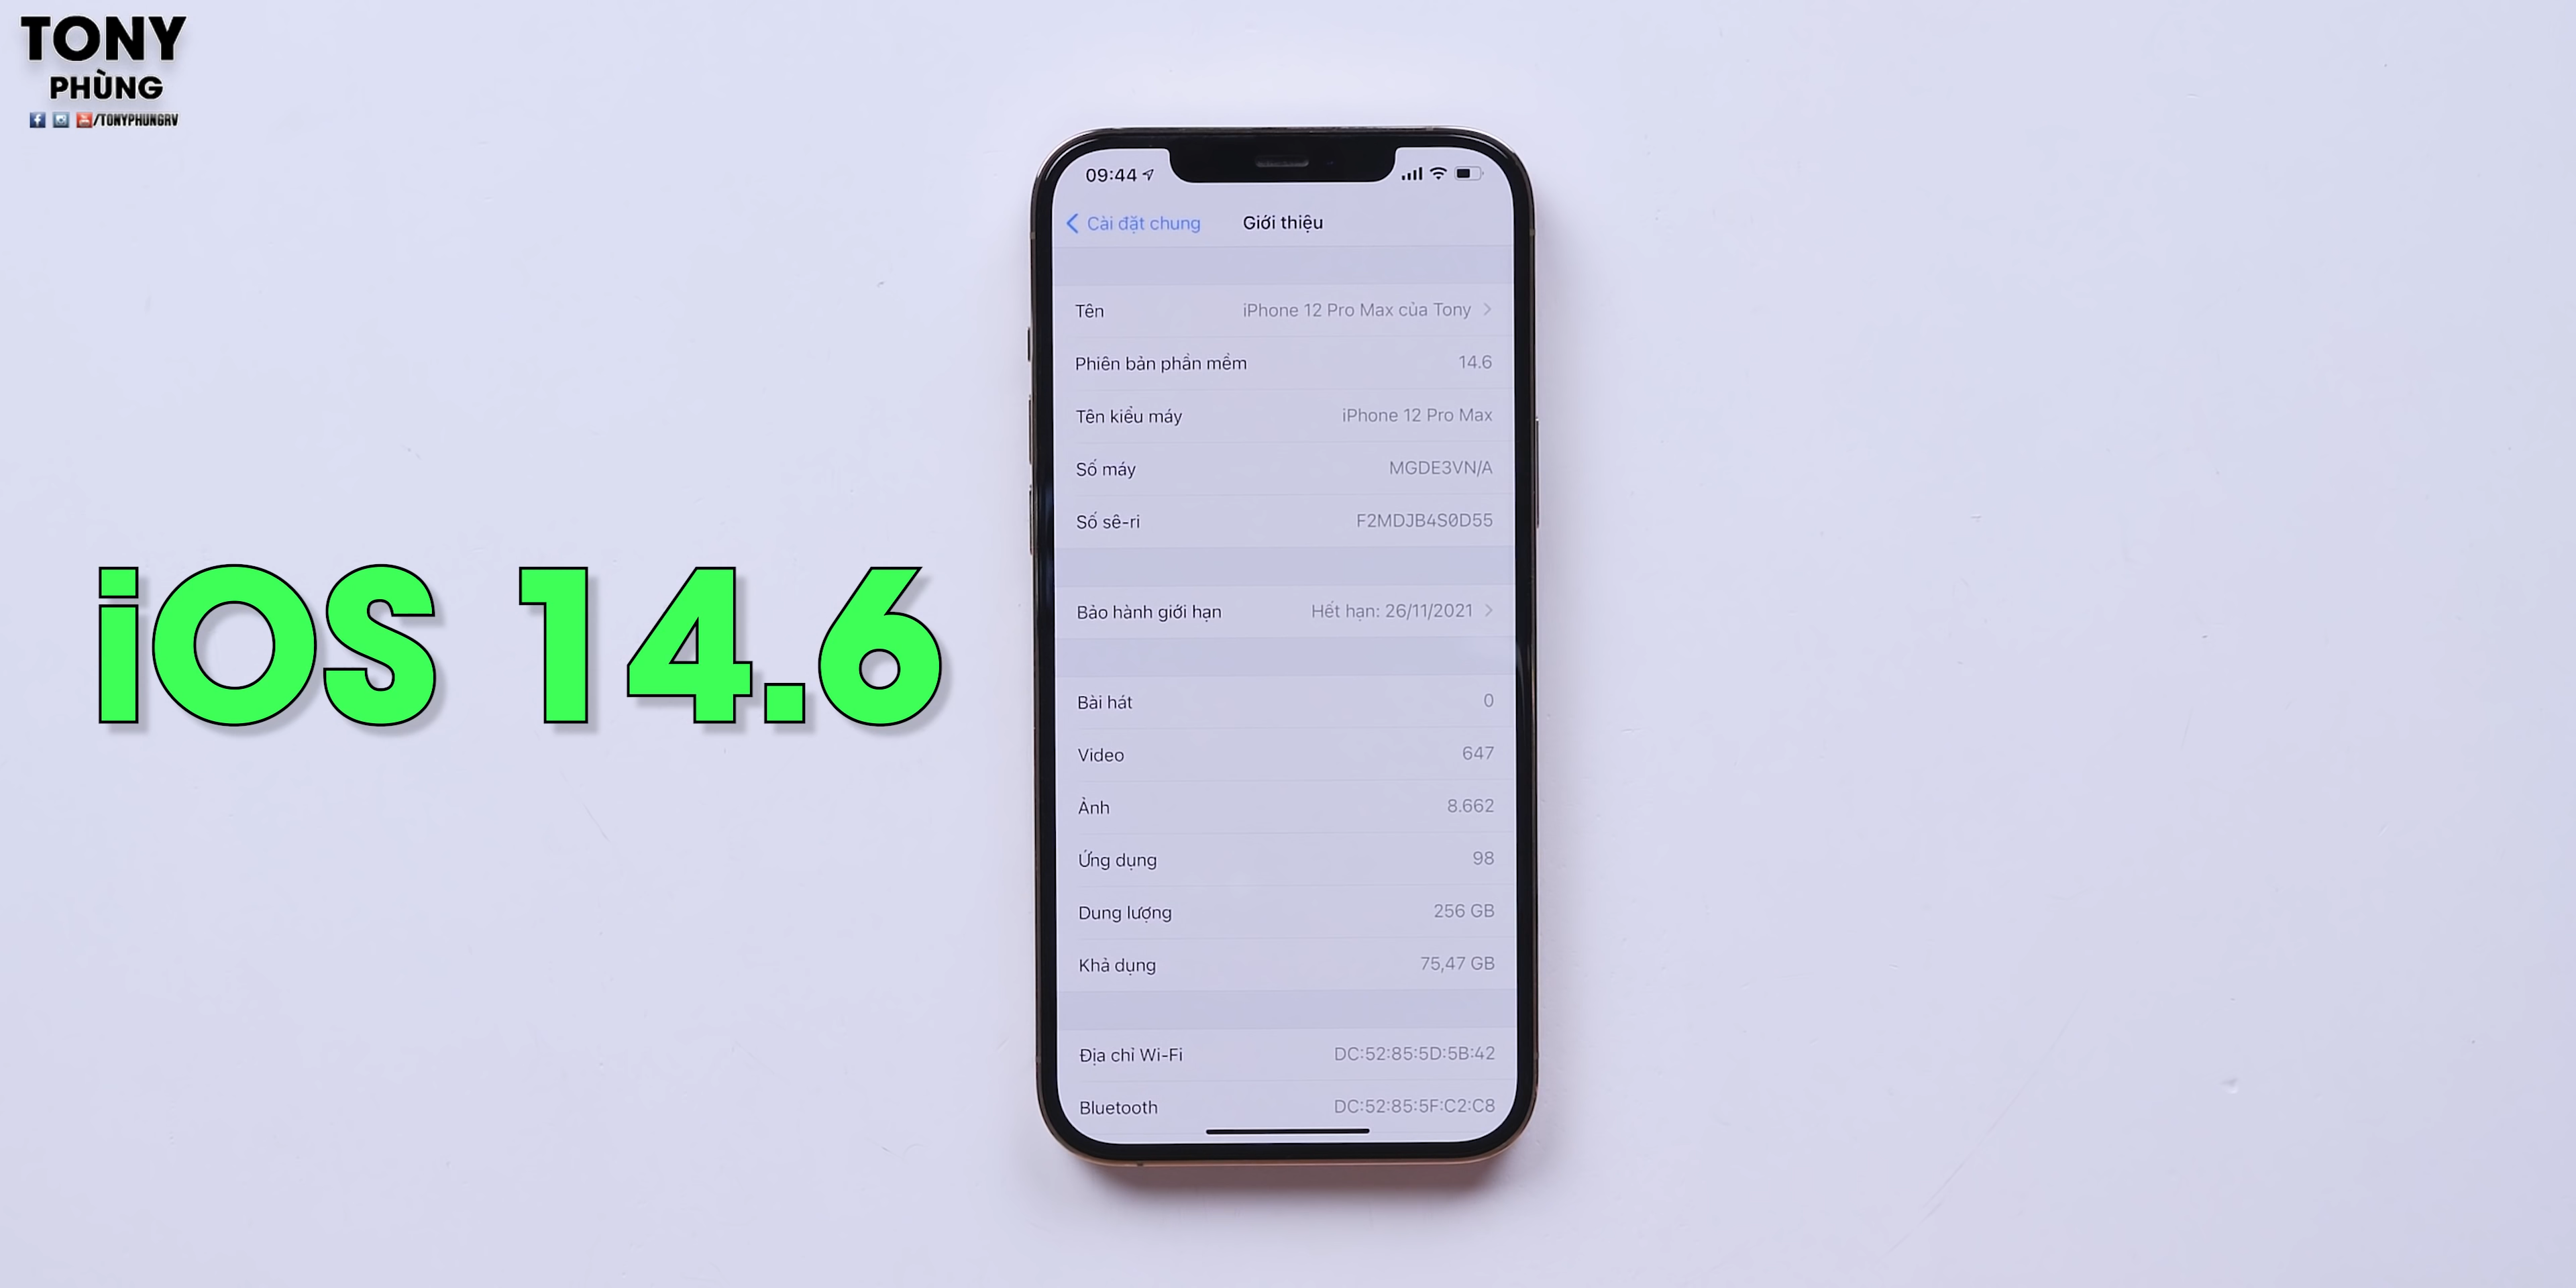 TONY
PHÙNG
/TONYPHUNGRV
09:44
Cài đặt chung Giới thiệu
Tên iPhone 12 Pro Max của Tony
Phiên bản phần mềm 14.6
Tên kiểu máy iPhone 12 Pro Max
Số máy MGDE3VN/A
Số sê-ri F2MDJB4S0D55
iOS 14.6
Bảo hành giới hạn Hết hạn: 26/11/2021
Bài hát 0
Video 647
Ảnh 8.662
Ứng dụng 98
Dung lượng 256 GB
Khả dụng 75,47 GB
Địa chỉ Wi-Fi DC:52:85:5D:5B:42
Bluetooth DC:52:85:5F:C2:C8